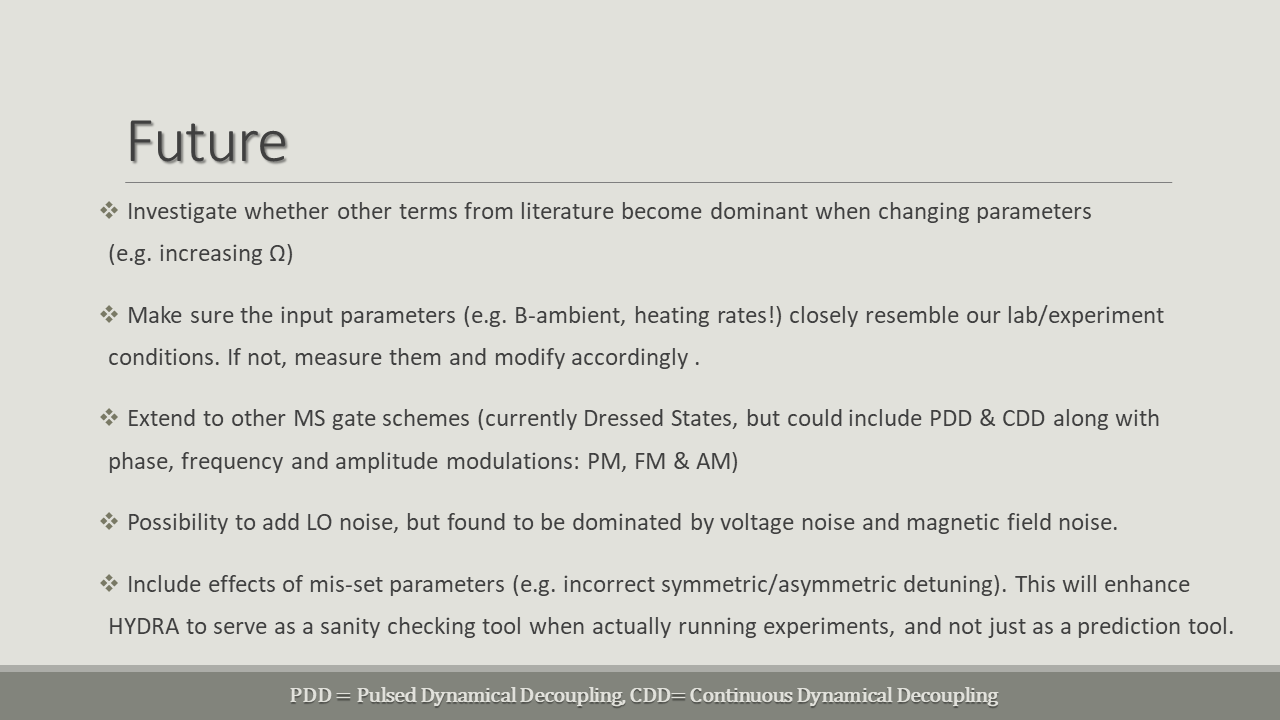 Future
❖ Investigate whether other terms from literature become dominant when changing parameters
(e.g. increasing Ω)
❖ Make sure the input parameters (e.g. B-ambient, heating rates!) closely resemble our lab/experiment
conditions. If not, measure them and modify accordingly .
❖ Extend to other MS gate schemes (currently Dressed States, but could include PDD & CDD along with
phase, frequency and amplitude modulations: PM, FM & AM)
❖ Possibility to add LO noise, but found to be dominated by voltage noise and magnetic field noise.
❖ Include effects of mis-set parameters (e.g. incorrect symmetric/asymmetric detuning). This will enhance
HYDRA to serve as a sanity checking tool when actually running experiments, and not just as a prediction tool.
PDD = Pulsed Dynamical Decoupling, CDD= Continuous Dynamical Decoupling